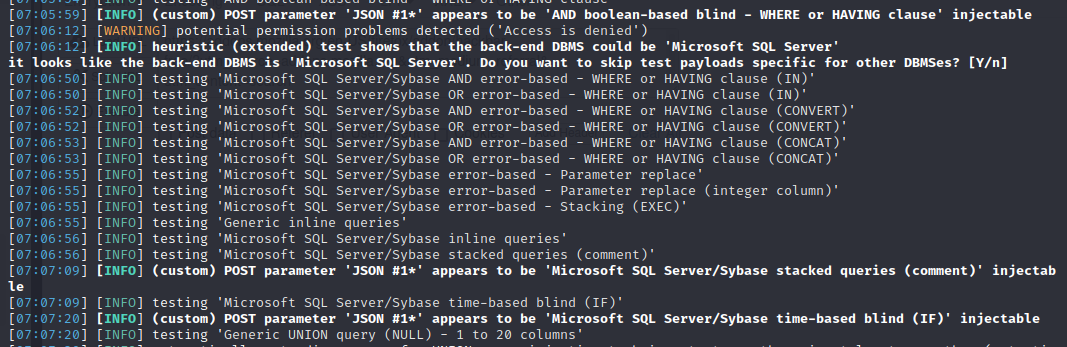 [07:05:59] [INFO] (custom) POST parameter 'JSON #1*' appears to be 'AND boolean-based blind - WHERE or HAVING clause' injectable
[07:06:12] [WARNING] potential permission problems detected ('Access is denied')
[07:06:12] [INFO] heuristic (extended) test shows that the back-end DBMS could be 'Microsoft SQL Server'
it looks like the back-end DBMS is 'Microsoft SQL Server'. Do you want to skip test payloads specific for other DBMSes? [Y/n]
[07:06:50] [INFO] testing 'Microsoft SQL Server/Sybase AND error-based - WHERE or HAVING clause (IN)'
[07:06:50] [INFO] testing 'Microsoft SQL Server/Sybase OR error-based - WHERE or HAVING clause (IN)'
[07:06:52] [INFO] testing 'Microsoft SQL Server/Sybase AND error-based - WHERE or HAVING clause (CONVERT)'
[07:06:52] [INFO] testing 'Microsoft SQL Server/Sybase OR error-based - WHERE or HAVING clause (CONVERT)'
[07:06:53] [INFO] testing 'Microsoft SQL Server/Sybase AND error-based - WHERE or HAVING clause (CONCAT)'
[07:06:53] [INFO] testing 'Microsoft SQL Server/Sybase OR error-based - WHERE or HAVING clause (CONCAT)'
[07:06:55] [INFO] testing 'Microsoft SQL Server/Sybase error-based - Parameter replace'
[07:06:55] [INFO] testing 'Microsoft SQL Server/Sybase error-based - Parameter replace (integer column)'
[07:06:55] [INFO] testing 'Microsoft SQL Server/Sybase error-based - Stacking (EXEC)'
[07:06:55] [INFO] testing 'Generic inline queries'
[07:06:56] [INFO] testing 'Microsoft SQL Server/Sybase inline queries'
[07:06:56] [INFO] testing 'Microsoft SQL Server/Sybase stacked queries (comment)'
[07:07:09] [INFO] (custom) POST parameter 'JSON #1*' appears to be 'Microsoft SQL Server/Sybase stacked queries (comment)' injectab
le
[07:07:09] [INFO] testing 'Microsoft SQL Server/Sybase time-based blind (IF)'
[07:07:20] [INFO] (custom) POST parameter 'JSON #1*' appears to be 'Microsoft SQL Server/Sybase time-based blind (IF)' injectable
[07:07:20] [INFO] testing 'Generic UNION query (NULL) - 1 to 20 columns'